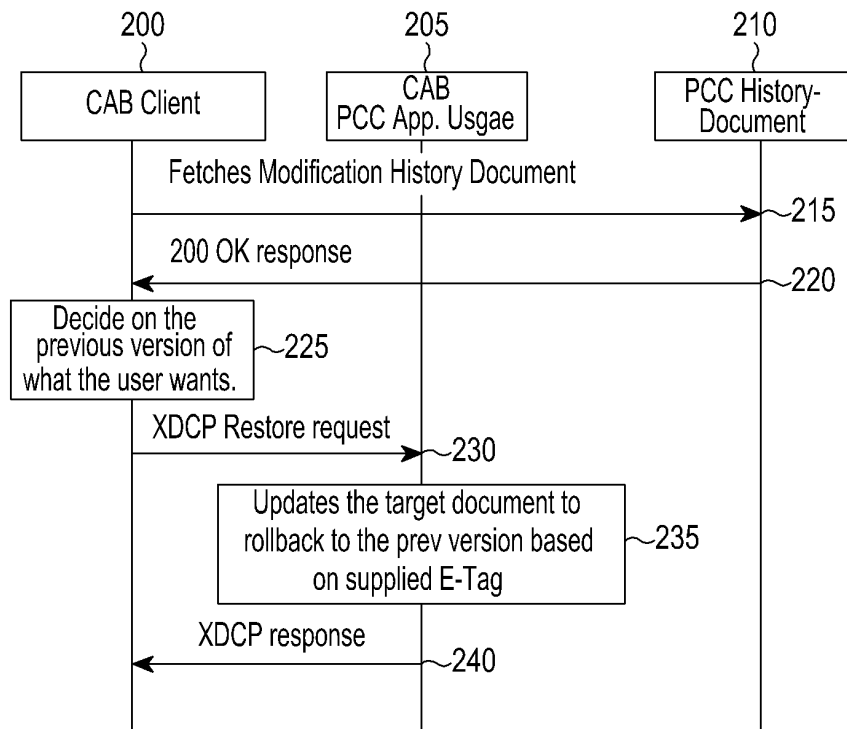 200
205
210
CAB Client
CAB
PCC App. Usgae
PCC History-
Document
Fetches Modification History Document
215
200 OK response
220
Decide on the
previous version of
what the user wants.
225
XDCP Restore request
230
Updates the target document to
rollback to the prev version based
on supplied E-Tag
235
XDCP response
240